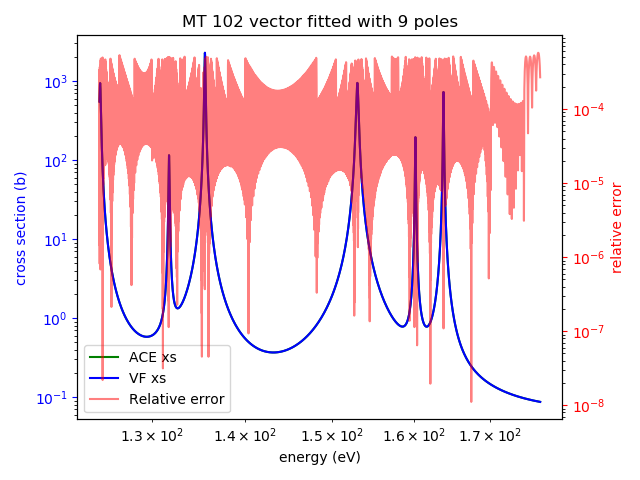 MT 102 vector fitted with 9 poles
10³
10²
10¹
10⁰
10⁻¹
cross section (b)
10⁻⁴
10⁻⁵
10⁻⁶
10⁻⁷
10⁻⁸
relative error
ACE xs
VF xs
Relative error
1.3 × 10² 1.4 × 10² 1.5 × 10² 1.6 × 10² 1.7 × 10²
energy (eV)